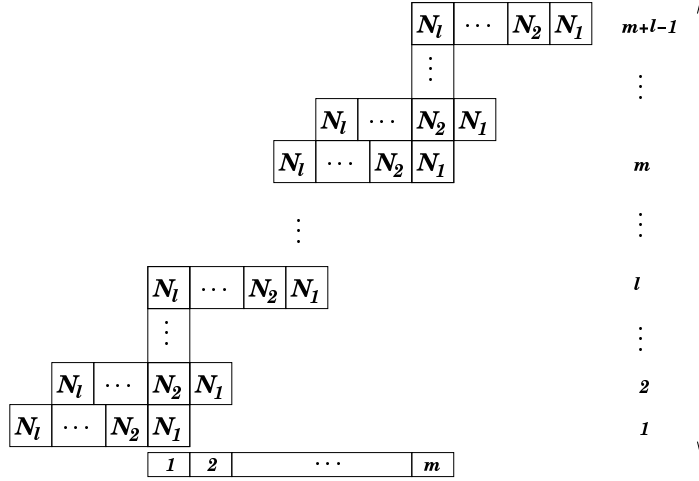 N_l ··· N_2 N_1 m+l−1
⋮ ⋮
N_l ··· N_2 N_1
N_l ··· N_2 N_1 m
⋮ ⋮
N_l ··· N_2 N_1 l
⋮ ⋮
N_l ··· N_2 N_1 2
N_l ··· N_2 N_1 1
1 2 ··· m